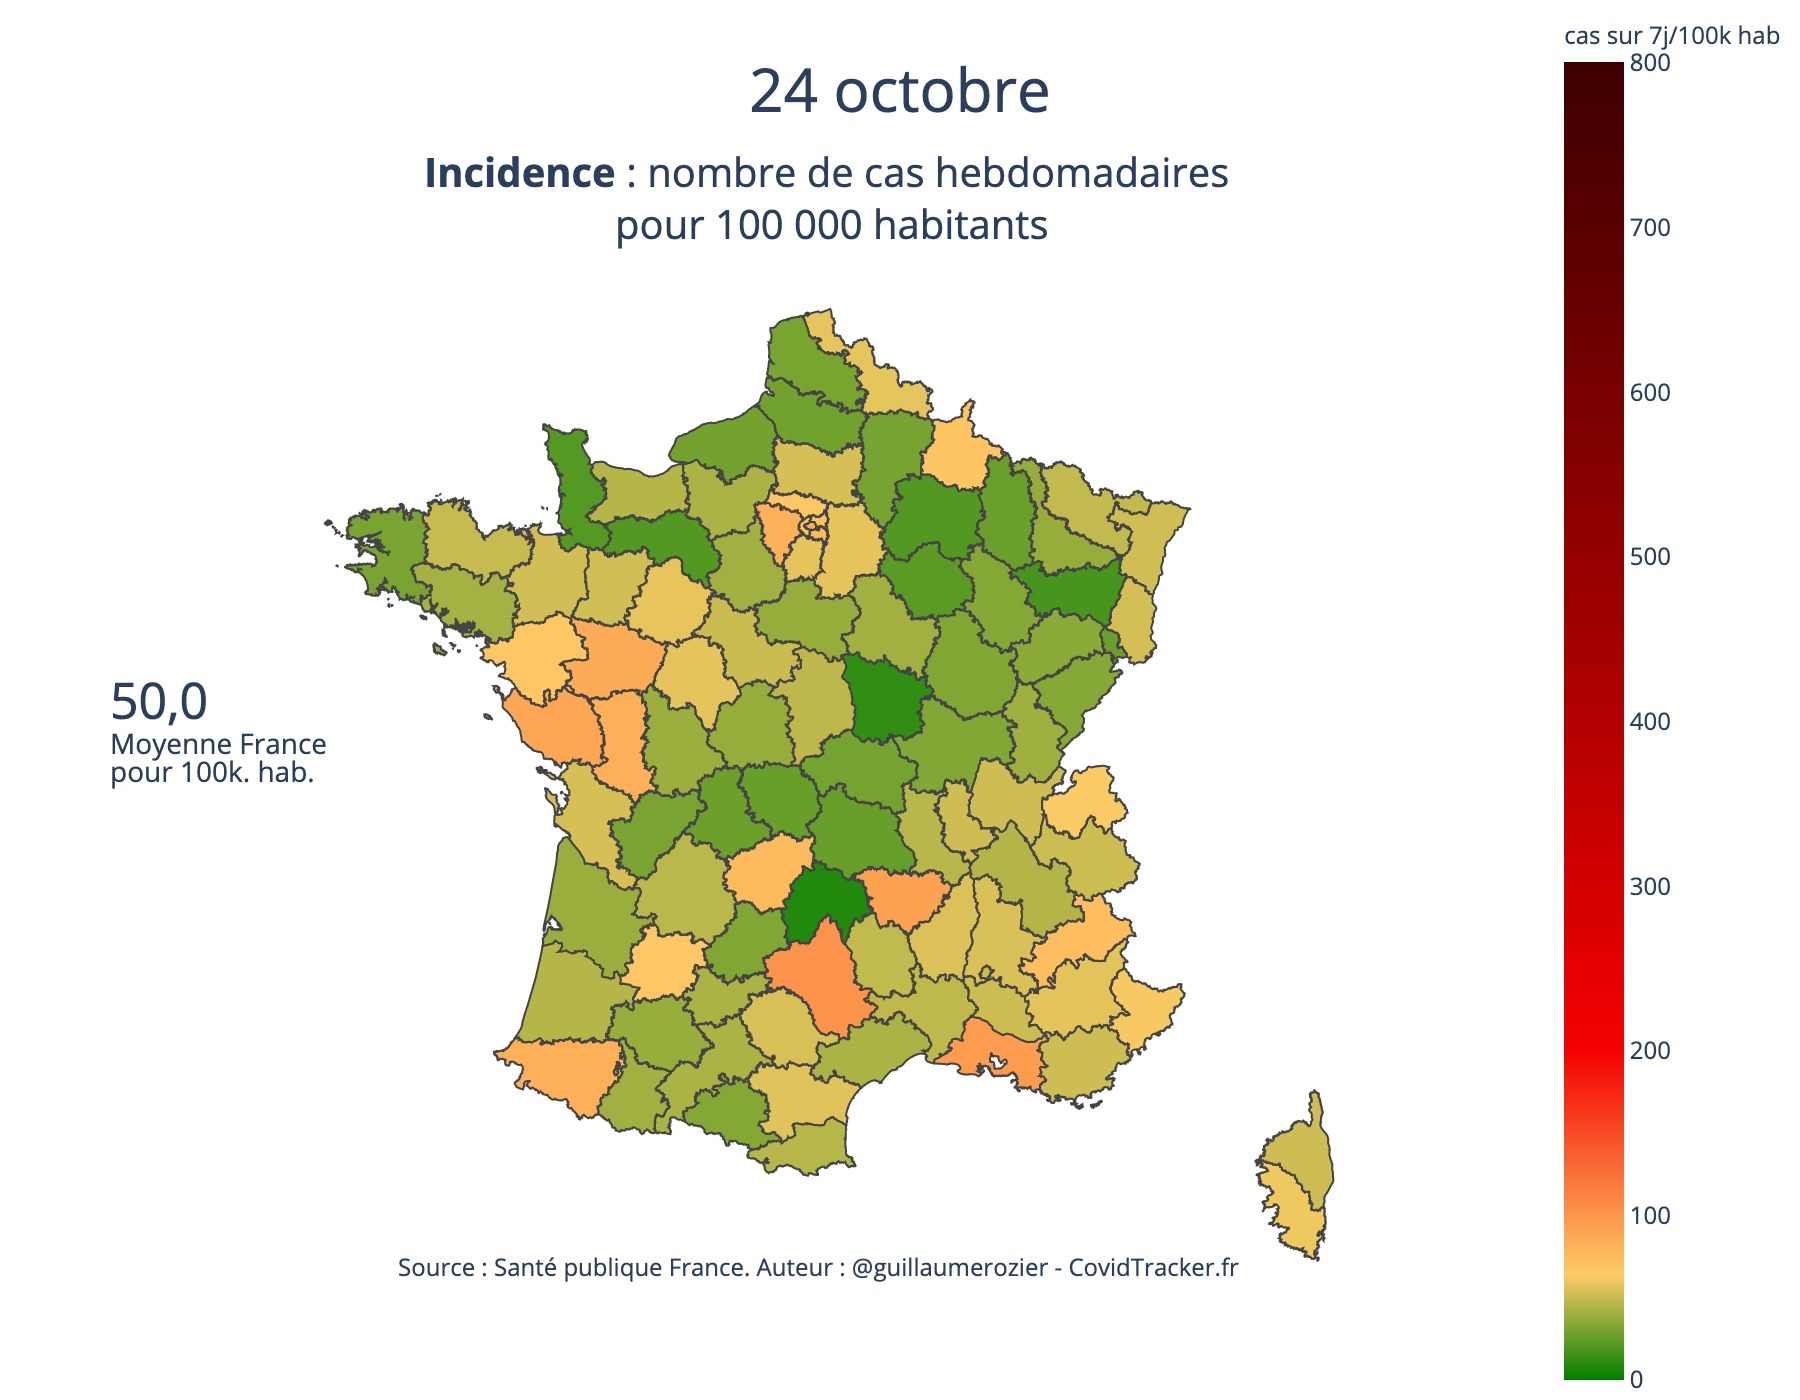 cas sur 7j/100k hab
24 octobre
Incidence : nombre de cas hebdomadaires
pour 100 000 habitants
800
700
600
500
400
300
200
100
0
50,0
Moyenne France
pour 100k. hab.
Source : Santé publique France. Auteur : @guillaumerozier - CovidTracker.fr